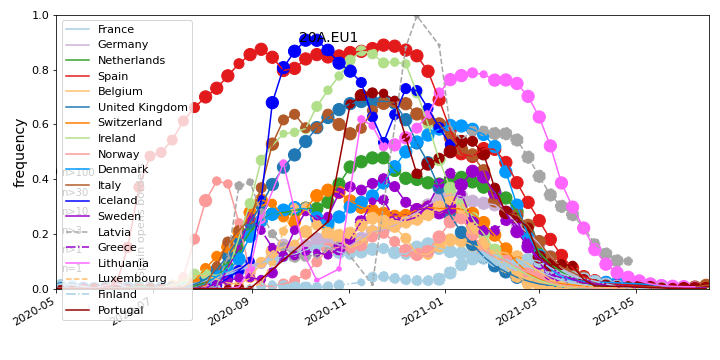 20A.EU1
1.0
0.8
0.6
0.4
0.2
0.0
frequency
France
Germany
Netherlands
Spain
Belgium
United Kingdom
Switzerland
Ireland
Norway
Denmark
Italy
Iceland
Sweden
Latvia
Greece
Lithuania
Luxembourg
Finland
Portugal
n>100
n>30
n>10
n>3
n>1
n=1
2020-05
2020-07
2020-09
2020-11
2021-01
2021-03
2021-05